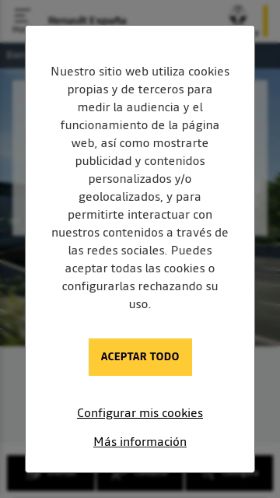 Renault España
Nuestro sitio web utiliza cookies
propias y de terceros para
medir la audiencia y el
funcionamiento de la página
web, así como mostrarte
publicidad y contenidos
personalizados y/o
geolocalizados, y para
permitirte interactuar con
nuestros contenidos a través de
las redes sociales. Puedes
aceptar todas las cookies o
configurarlas rechazando su
uso.
ACEPTAR TODO
Configurar mis cookies
Más información